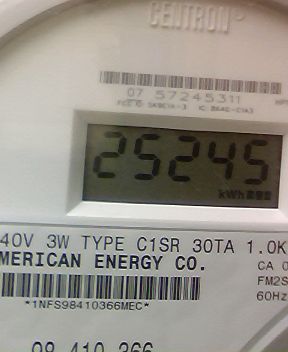 CENTRON
07 57245311
25245
kWh
40V 3W TYPE C1SR 30TA 1.0K
MERICAN ENERGY CO.
CA 0
FM2S
*1NFS98410366MEC*
60Hz
09 410 366